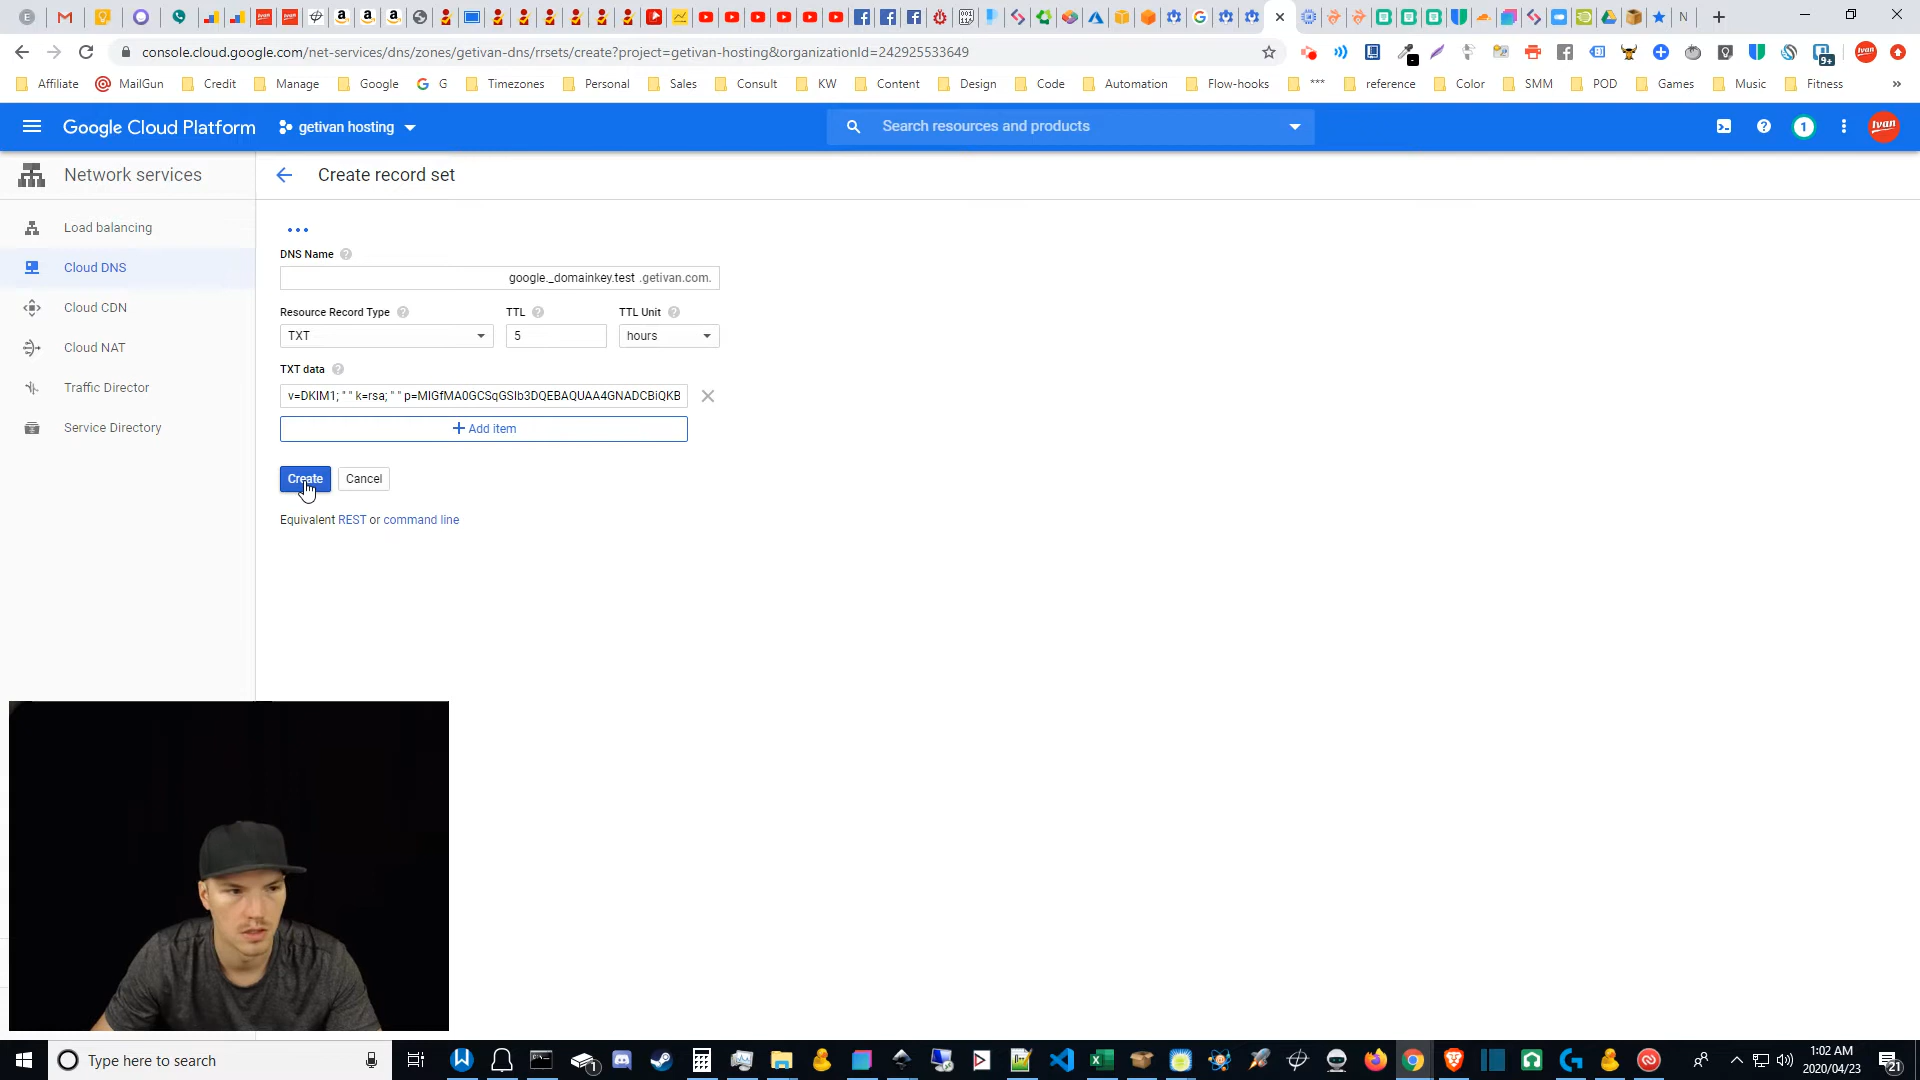 console.cloud.google.com/net-services/dns/zones/getivan-dns/rrsets/create?project=getivan-hosting&organizationId=242925533649
Affiliate MailGun Credit Manage Google G Timezones Personal Sales Consult KW Content Design Code Automation Flow-hooks *** reference Color SMM POD Games Music Fitness »
Google Cloud Platform getivan hosting Search resources and products 1 Ivan
Network services
Create record set
Load balancing
Cloud DNS
Cloud CDN
Cloud NAT
Traffic Director
Service Directory
DNS Name
google._domainkey.test .getivan.com.
Resource Record Type TTL TTL Unit
TXT 5 hours
TXT data
v=DKIM1; " " k=rsa; " " p=MIGfMA0GCSqGSIb3DQEBAQUAA4GNADCBiQKB
+ Add item
Create Cancel
Equivalent REST or command line
Type here to search
1:02 AM
2020/04/23
21